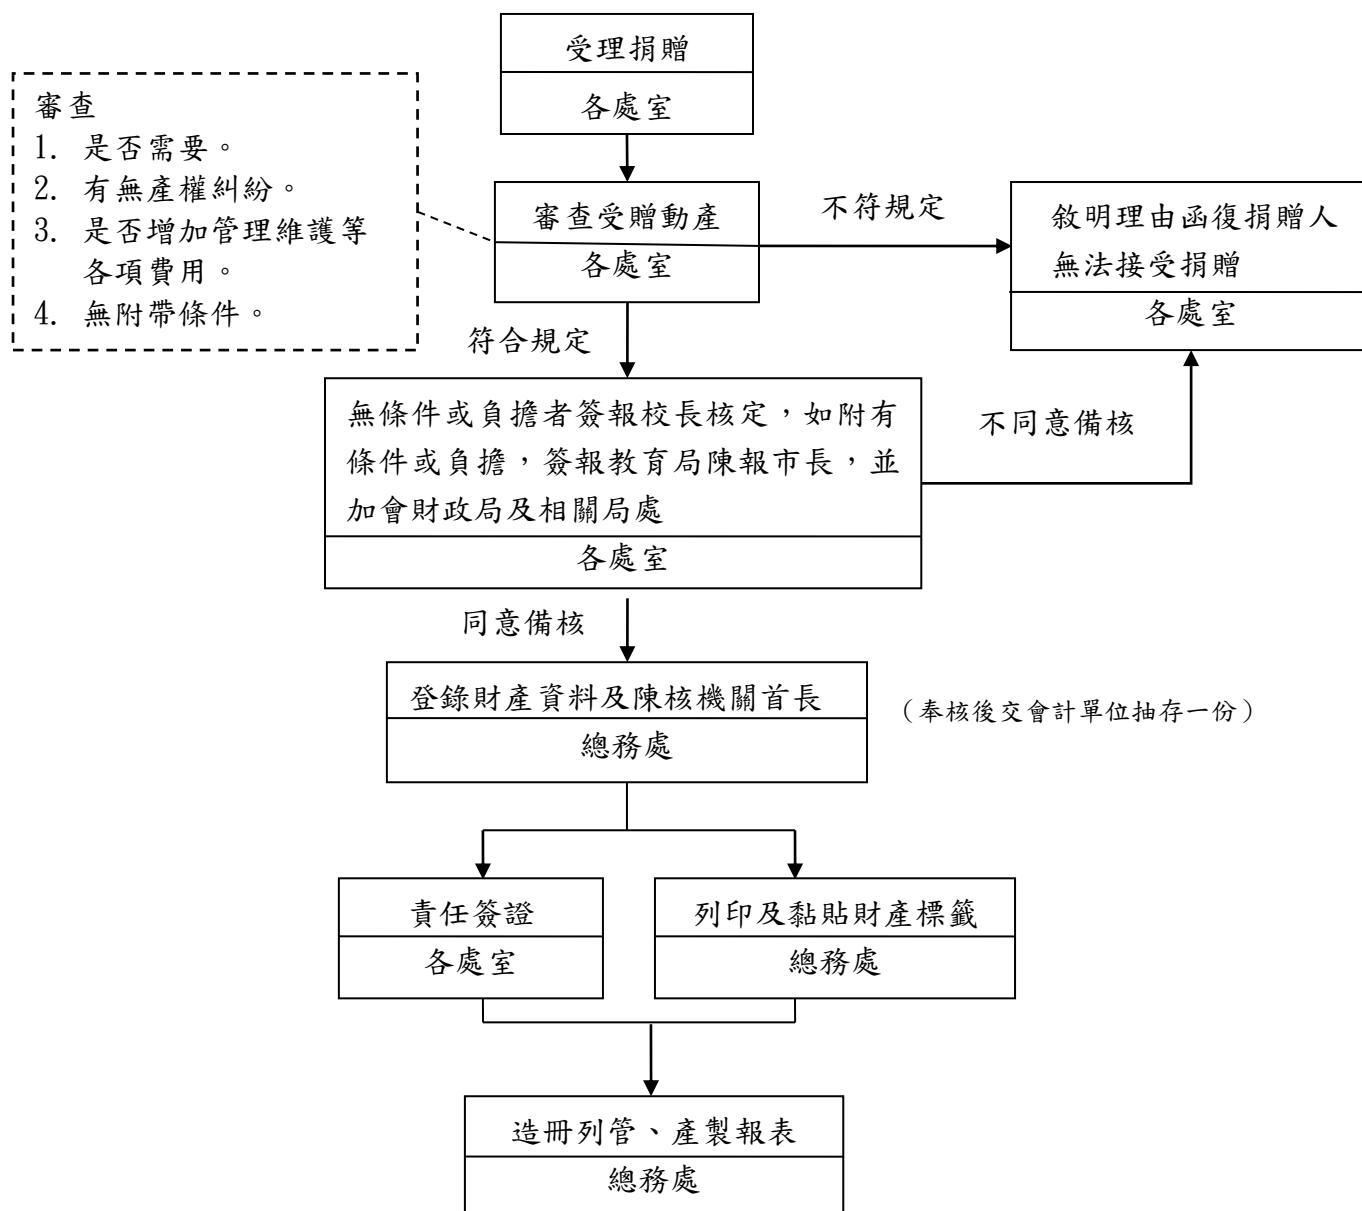 受理捐贈
各處室
審查
1. 是否需要。
2. 有無產權糾紛。
3. 是否增加管理維護等
各項費用。
4. 無附帶條件。
審查受贈動產
各處室
不符規定
敘明理由函復捐贈人
無法接受捐贈
各處室
符合規定
無條件或負擔者簽報校長核定，如附有
條件或負擔，簽報教育局陳報市長，並
加會財政局及相關局處
各處室
不同意備核
同意備核
登錄財產資料及陳核機關首長
總務處
（奉核後交會計單位抽存一份）
責任簽證
各處室
列印及黏貼財產標籤
總務處
造冊列管、產製報表
總務處